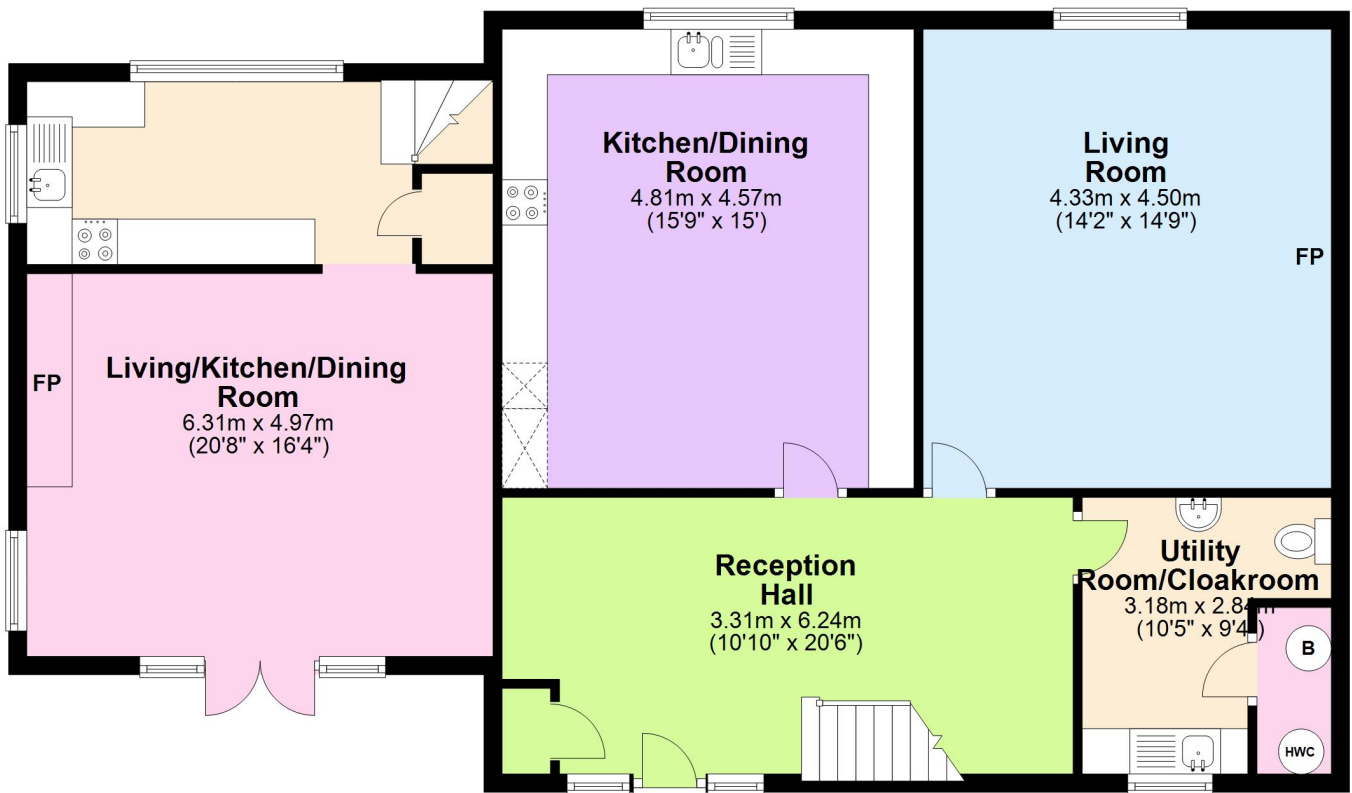 Kitchen/Dining
Room
4.81m x 4.57m
(15'9" x 15')
Living
Room
4.33m x 4.50m
(14'2" x 14'9")
FP
FP
Living/Kitchen/Dining
Room
6.31m x 4.97m
(20'8" x 16'4")
Reception
Hall
3.31m x 6.24m
(10'10" x 20'6")
Utility
Room/Cloakroom
3.18m x 2.84m
(10'5" x 9'4")
B
HWC